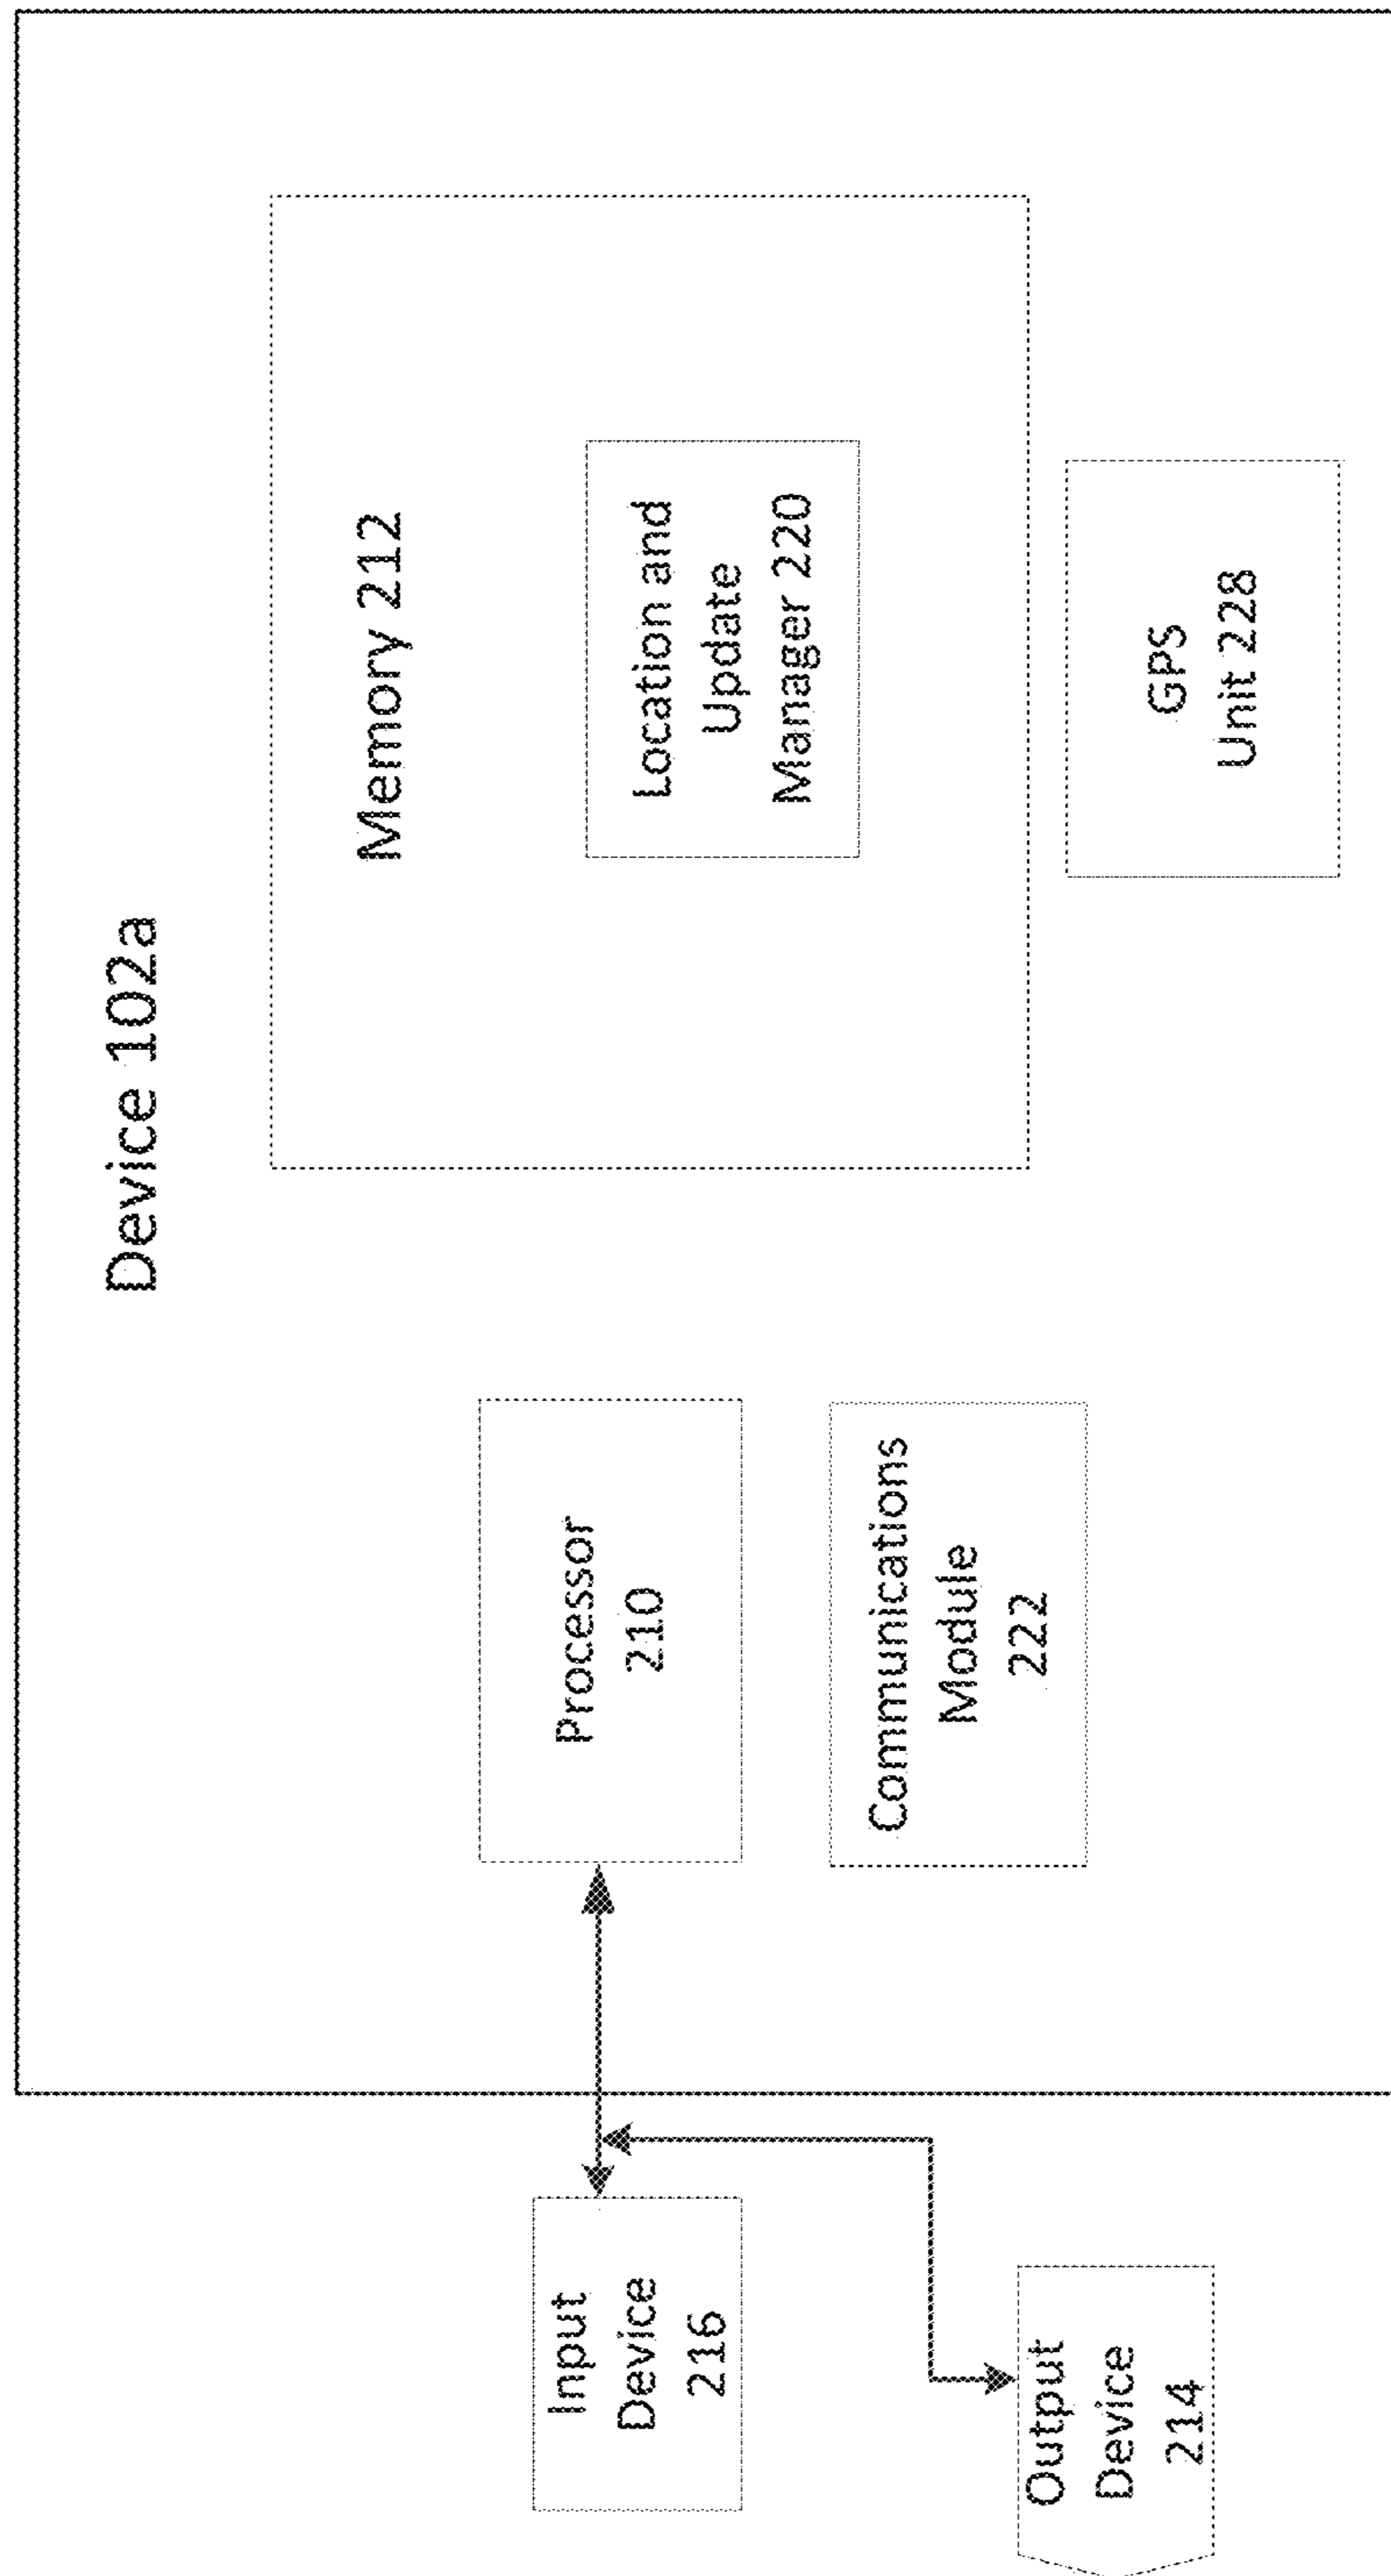 Device 102a
Input
Device
216
Processor
210
Memory 212
Location and
Update
Manager 220
Communications
Module
222
Output
Device
214
GPS
Unit 228